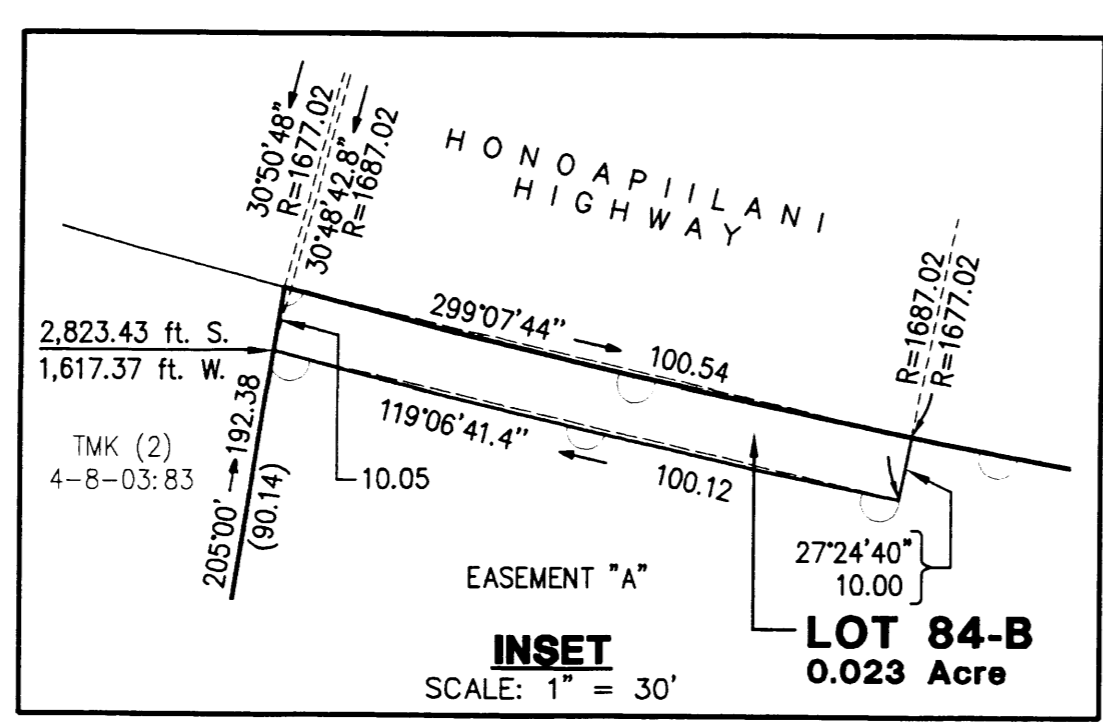 30°50'48"
R=1677.02
30°48'42.8"
R=1687.02
HONOAPIILANI
HIGHWAY
R=1687.02
R=1677.02
299°07'44"
100.54
2,823.43 ft. S.
1,617.37 ft. W.
119°06'41.4"
100.12
TMK (2)
4-8-03:83
205°00'
192.38
(90.14)
10.05
27°24'40"
10.00
EASEMENT "A"
LOT 84-B
0.023 Acre
INSET
SCALE: 1" = 30'